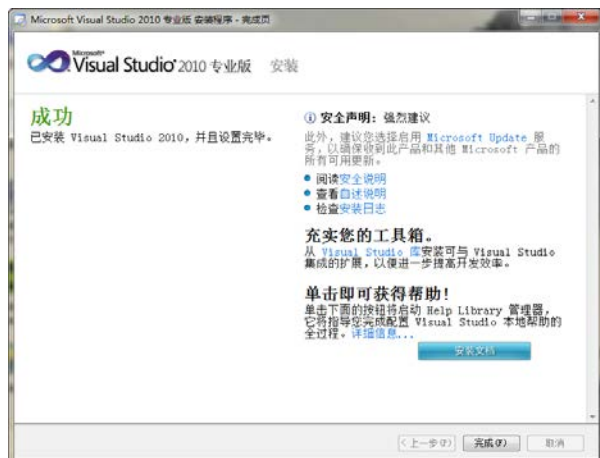 Microsoft Visual Studio 2010 专业版 安装程序 - 完成页
Microsoft
Visual Studio 2010 专业版 安装
成功
已安装 Visual Studio 2010，并且设置完毕。
安全声明：强烈建议
此外，建议您选择启用 Microsoft Update 服
务，以确保收到此产品和其他 Microsoft 产品的
所有可用更新。
阅读安全说明
查看自述说明
检查安装日志
充实您的工具箱。
从 Visual Studio 库安装可与 Visual Studio
集成的扩展，以便进一步提高开发效率。
单击即可获得帮助！
单击下面的按钮将启动 Help Library 管理器，
它将指导您完成配置 Visual Studio 本地帮助的
全过程。详细信息...
安装文档
< 上一步(P) 完成(F) 取消